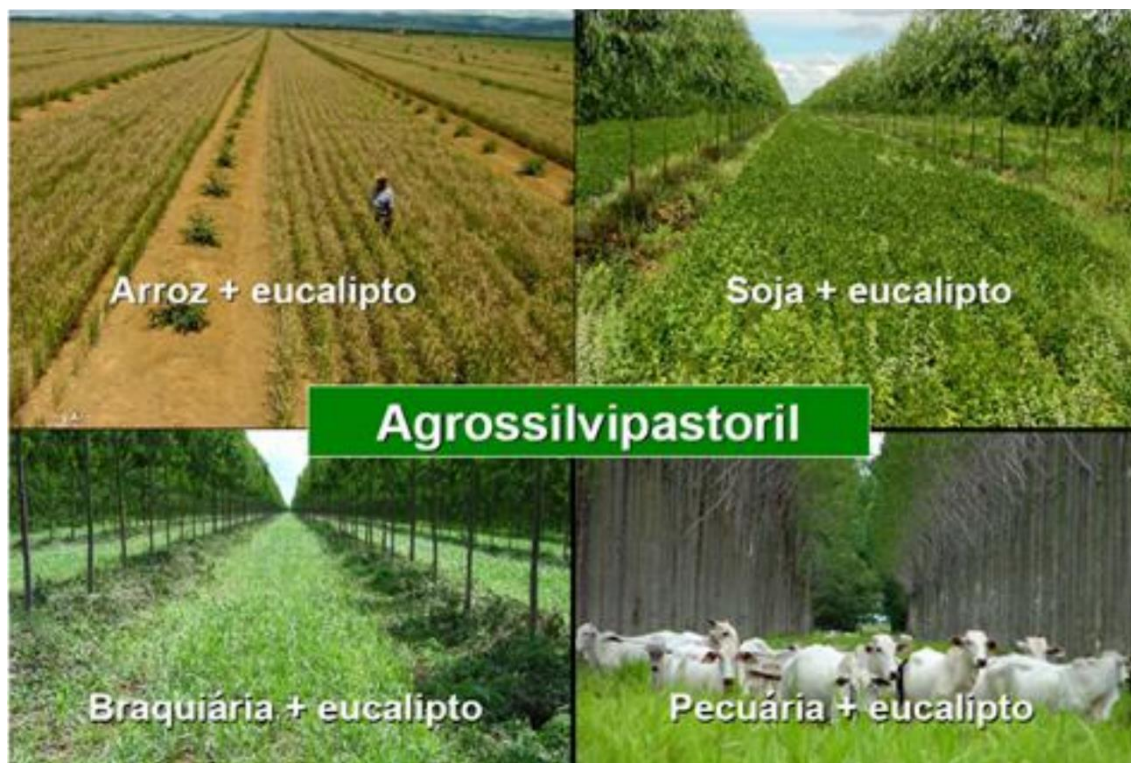 Arroz + eucalipto
Soja + eucalipto
Agrossilvipastoril
Braquiária + eucalipto
Pecuária + eucalipto